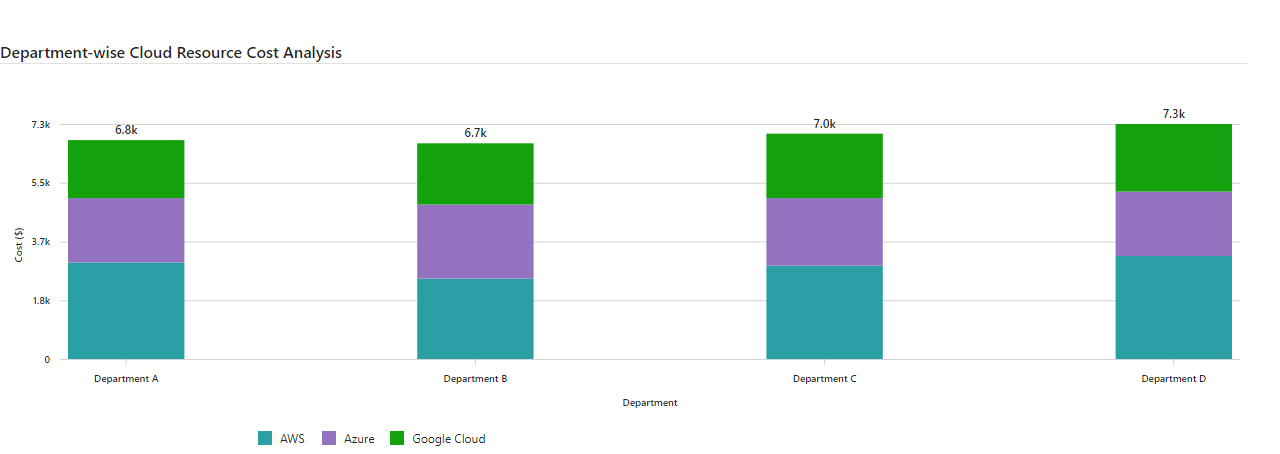 Department-wise Cloud Resource Cost Analysis
7.3k
6.8k
6.7k
7.0k
7.3k
5.5k
3.7k
1.8k
0
Cost ($)
Department A
Department B
Department C
Department D
Department
AWS
Azure
Google Cloud